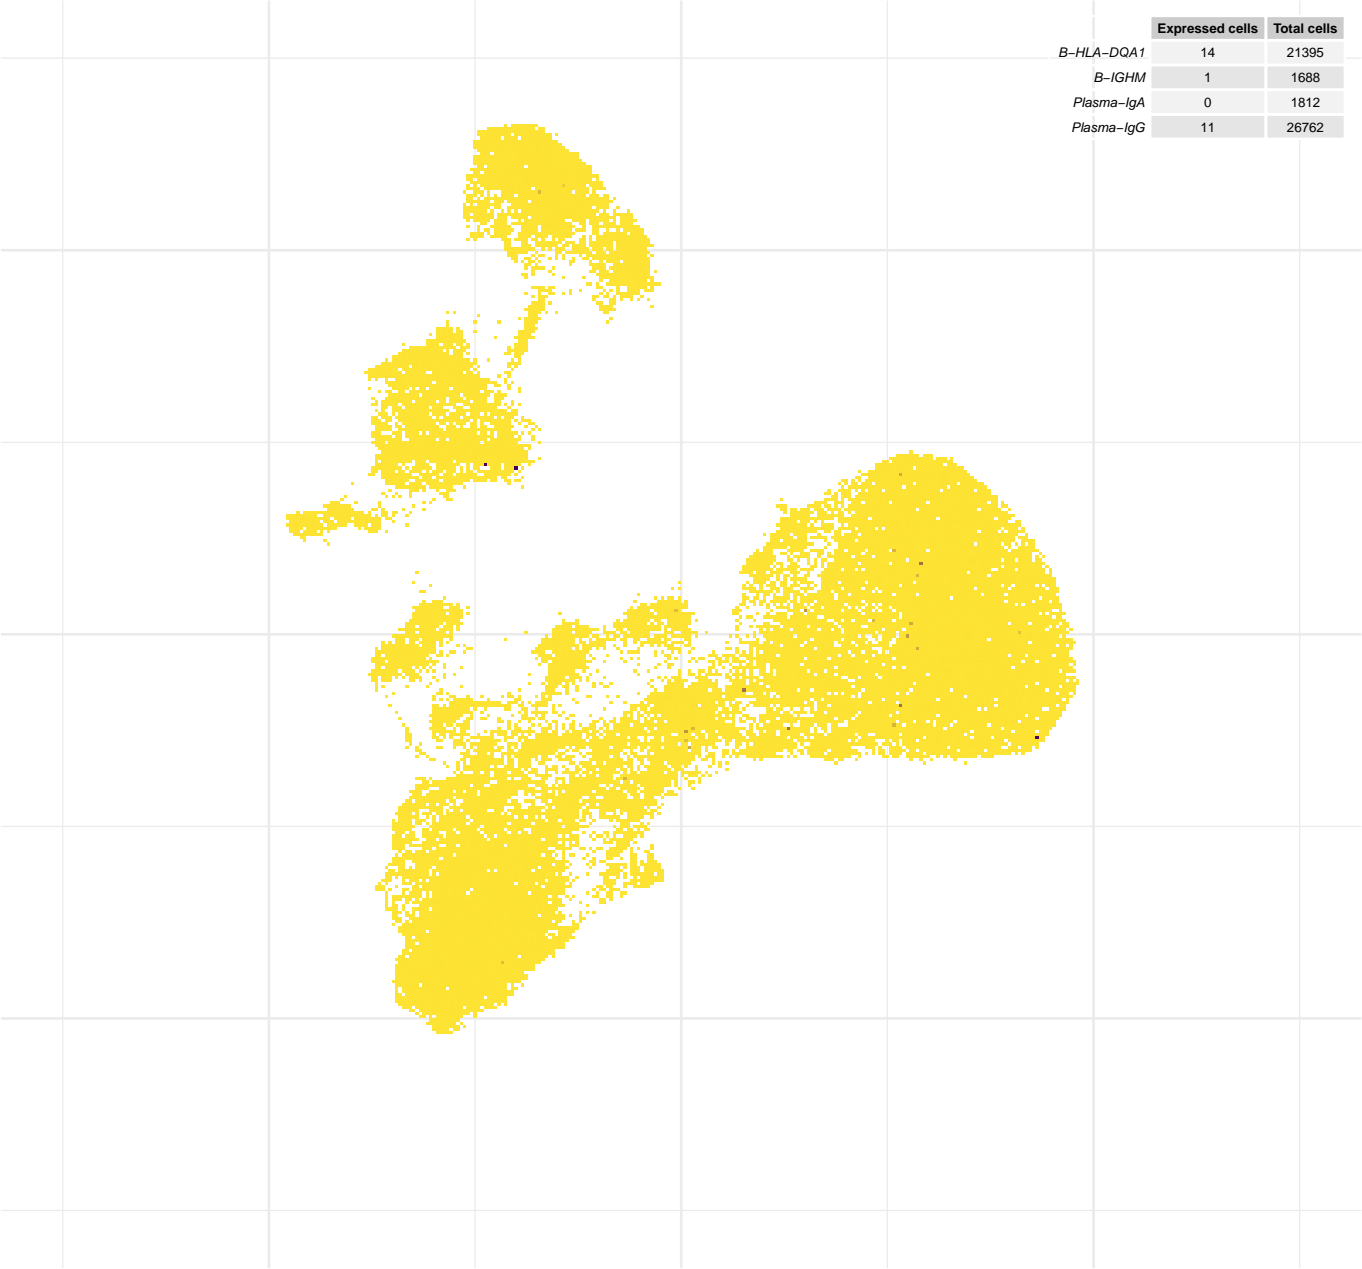 Expressed cells Total cells
B−HLA−DQA1 14 21395
B−IGHM 1 1688
Plasma−IgA 0 1812
Plasma−IgG 11 26762